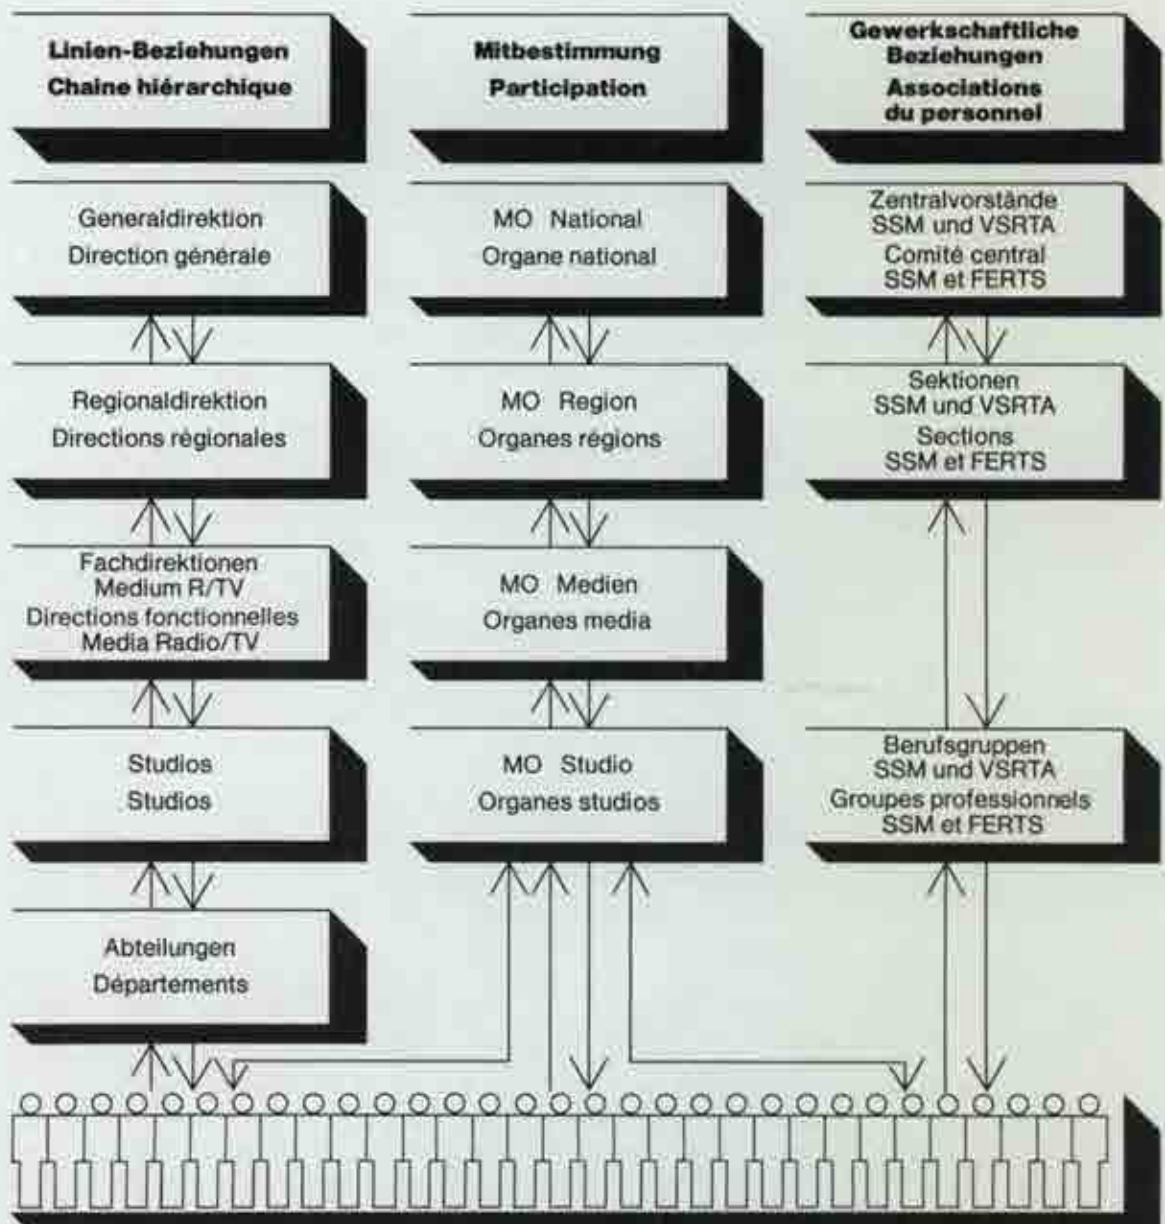 Linien-Beziehungen
Chaine hiérarchique
Mitbestimmung
Participation
Gewerkschaftliche
Beziehungen
Associations
du personnel
Generaldirektion
Direction générale
MO National
Organe national
Zentralvorstände
SSM und VSRTA
Comité central
SSM et FERTS
Regionaldirektion
Directions régionales
MO Region
Organes régions
Sektionen
SSM und VSRTA
Sections
SSM et FERTS
Fachdirektionen
Medium R/TV
Directions fonctionnelles
Media Radio/TV
MO Medien
Organes media
Studios
Studios
MO Studio
Organes studios
Berufsgruppen
SSM und VSRTA
Groupes professionnels
SSM et FERTS
Abteilungen
Départements